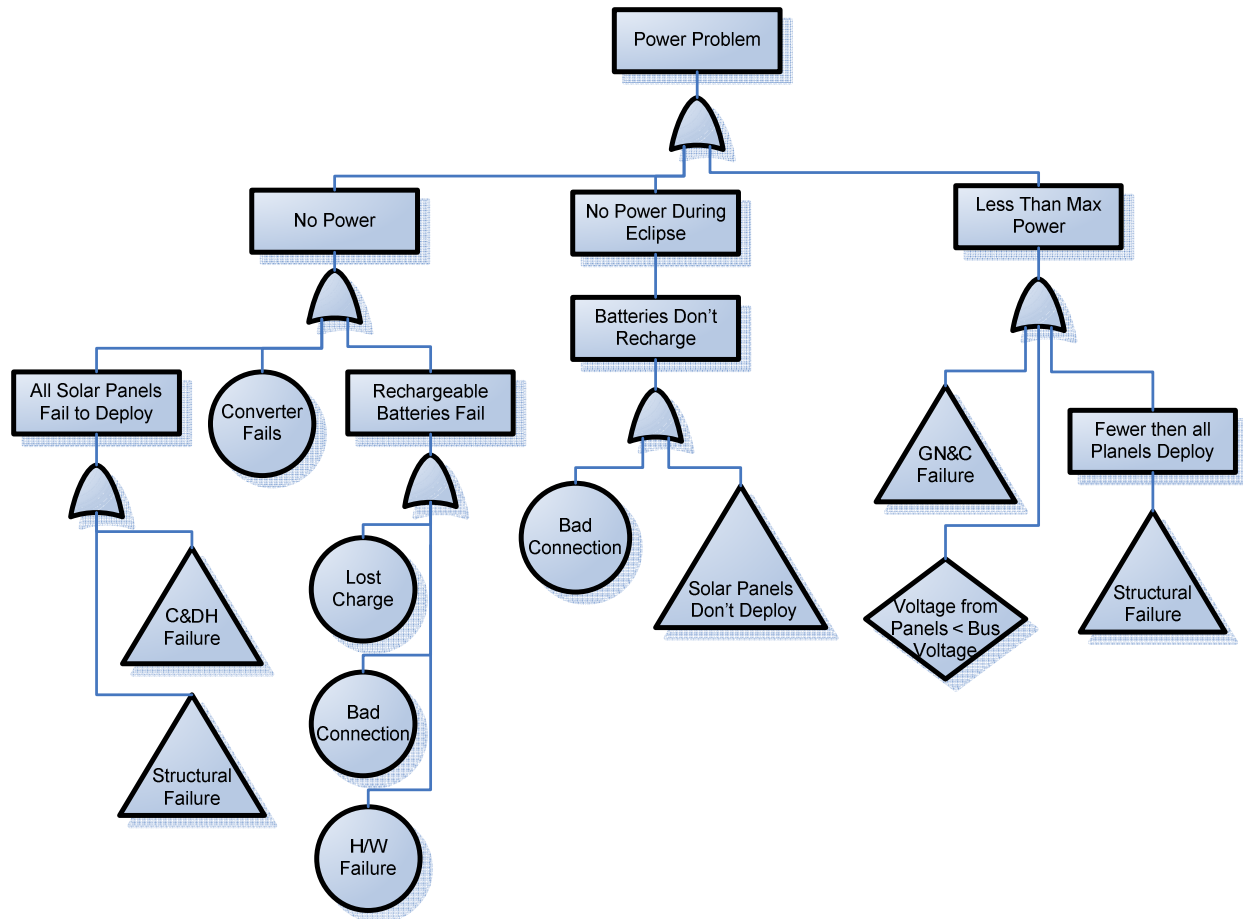 Power Problem
No Power
No Power During
Eclipse
Less Than Max
Power
Batteries Don't
Recharge
All Solar Panels
Fail to Deploy
Converter
Fails
Rechargeable
Batteries Fail
GN&C
Failure
Fewer then all
Planels Deploy
Bad
Connection
Solar Panels
Don't Deploy
Lost
Charge
C&DH
Failure
Voltage from
Panels < Bus
Voltage
Structural
Failure
Bad
Connection
Structural
Failure
H/W
Failure